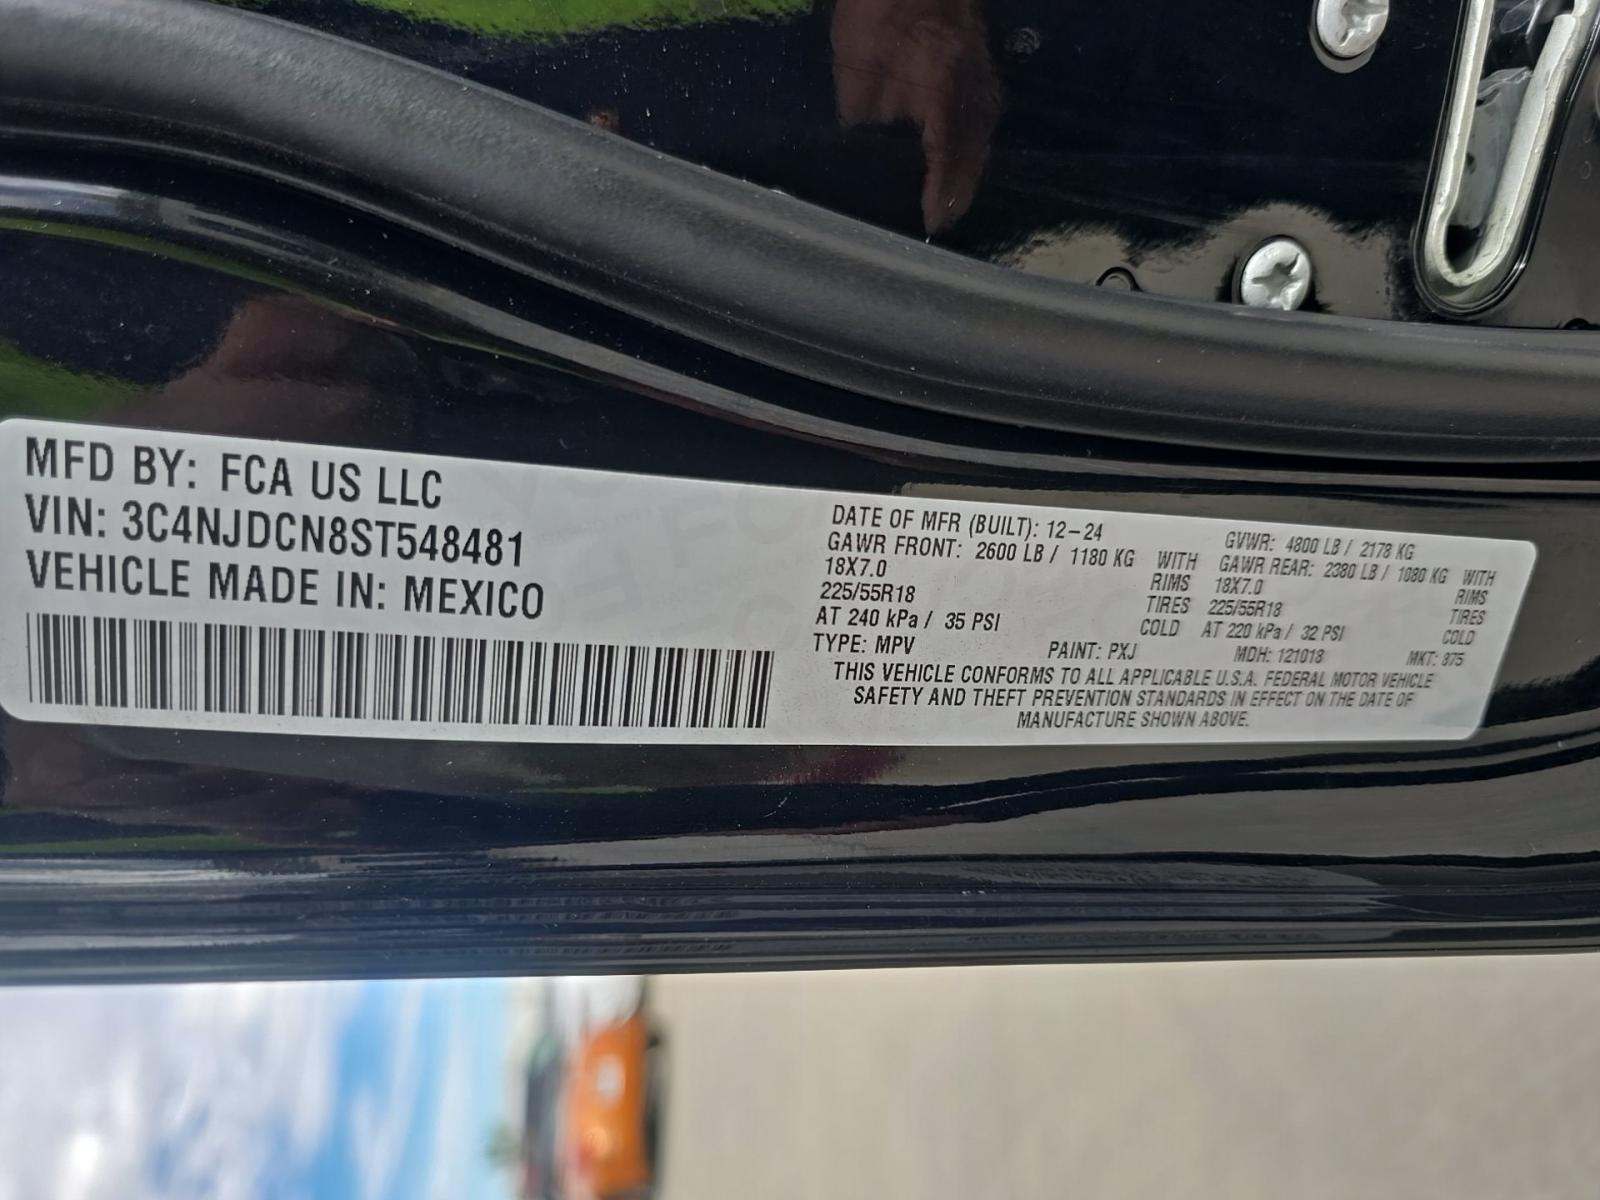 MFD BY: FCA US LLC
VIN: 3C4NJDCN8ST548481
VEHICLE MADE IN: MEXICO
DATE OF MFR (BUILT): 12-24 GVWR: 4800 LB / 2178 KG
GAWR FRONT: 2600 LB / 1180 KG WITH GAWR REAR: 2380 LB / 1080 KG WITH
18X7.0 RIMS 18X7.0 RIMS
225/55R18 TIRES 225/55R18 TIRES
AT 240 kPa / 35 PSI COLD AT 220 kPa / 32 PSI COLD
TYPE: MPV PAINT: PXJ MDH: 121018 MKT: 875
THIS VEHICLE CONFORMS TO ALL APPLICABLE U.S.A. FEDERAL MOTOR VEHICLE
SAFETY AND THEFT PREVENTION STANDARDS IN EFFECT ON THE DATE OF
MANUFACTURE SHOWN ABOVE.